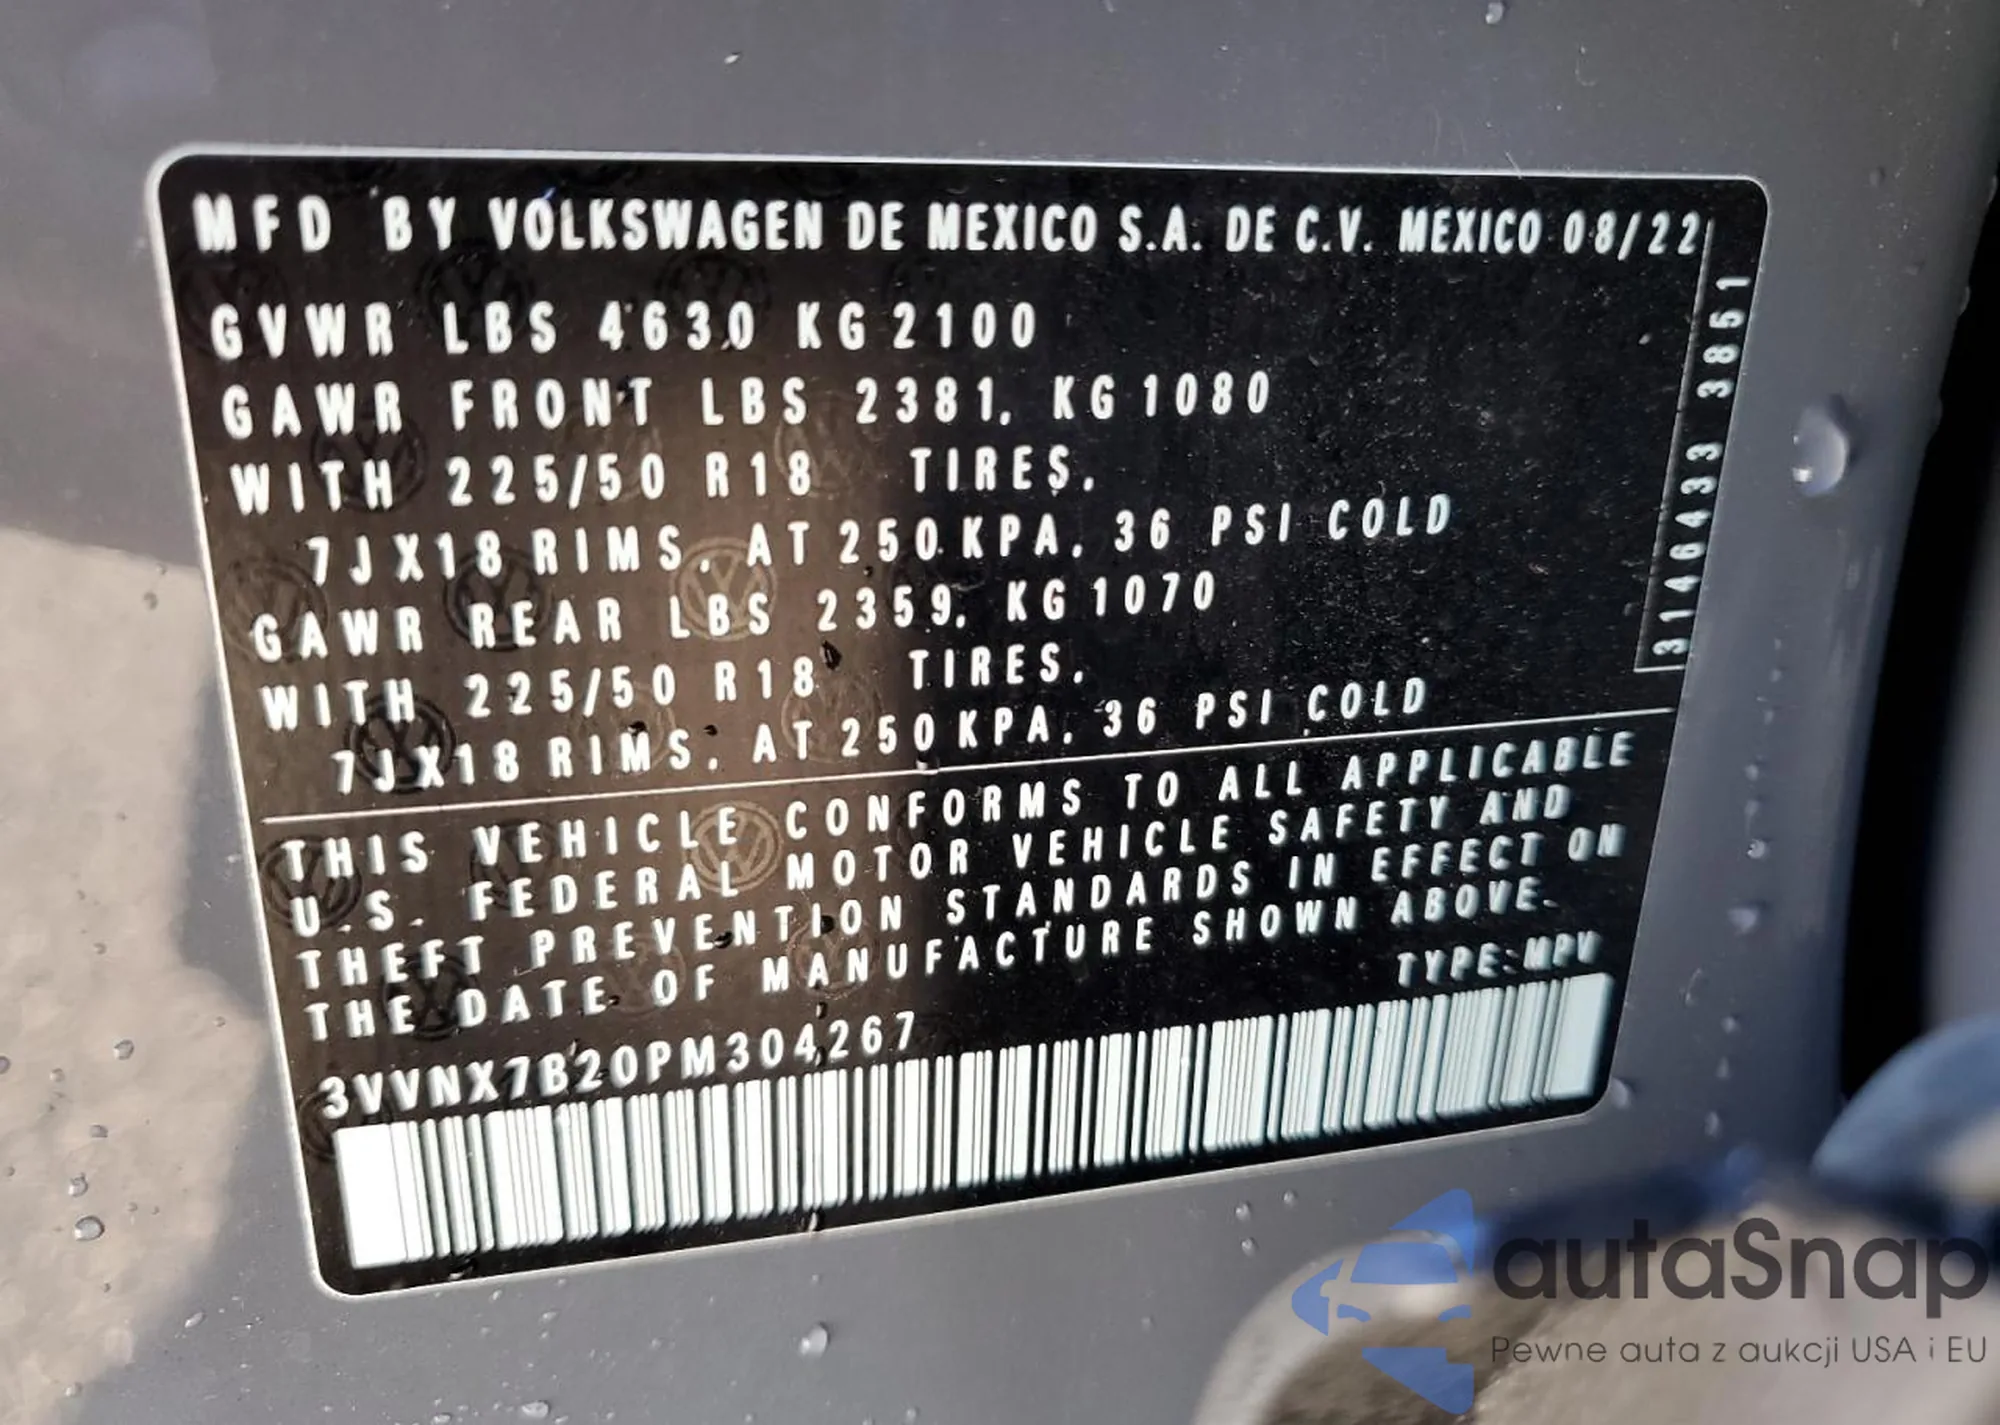 MFD BY VOLKSWAGEN DE MEXICO S.A. DE C.V. MEXICO 08/22
GVWR LBS 4630 KG 2100
GAWR FRONT LBS 2381, KG 1080
WITH 225/50 R18 TIRES,
7JX18 RIMS, AT 250 KPA, 36 PSI COLD
GAWR REAR LBS 2359, KG 1070
WITH 225/50 R18 TIRES,
7JX18 RIMS, AT 250 KPA, 36 PSI COLD
3146433 3851
THIS VEHICLE CONFORMS TO ALL APPLICABLE
U.S. FEDERAL MOTOR VEHICLE SAFETY AND
THEFT PREVENTION STANDARDS IN EFFECT ON
THE DATE OF MANUFACTURE SHOWN ABOVE.
TYPE: MPV
3VVNX7B20PM304267
autaSnap
Pewne auta z aukcji USA i EU